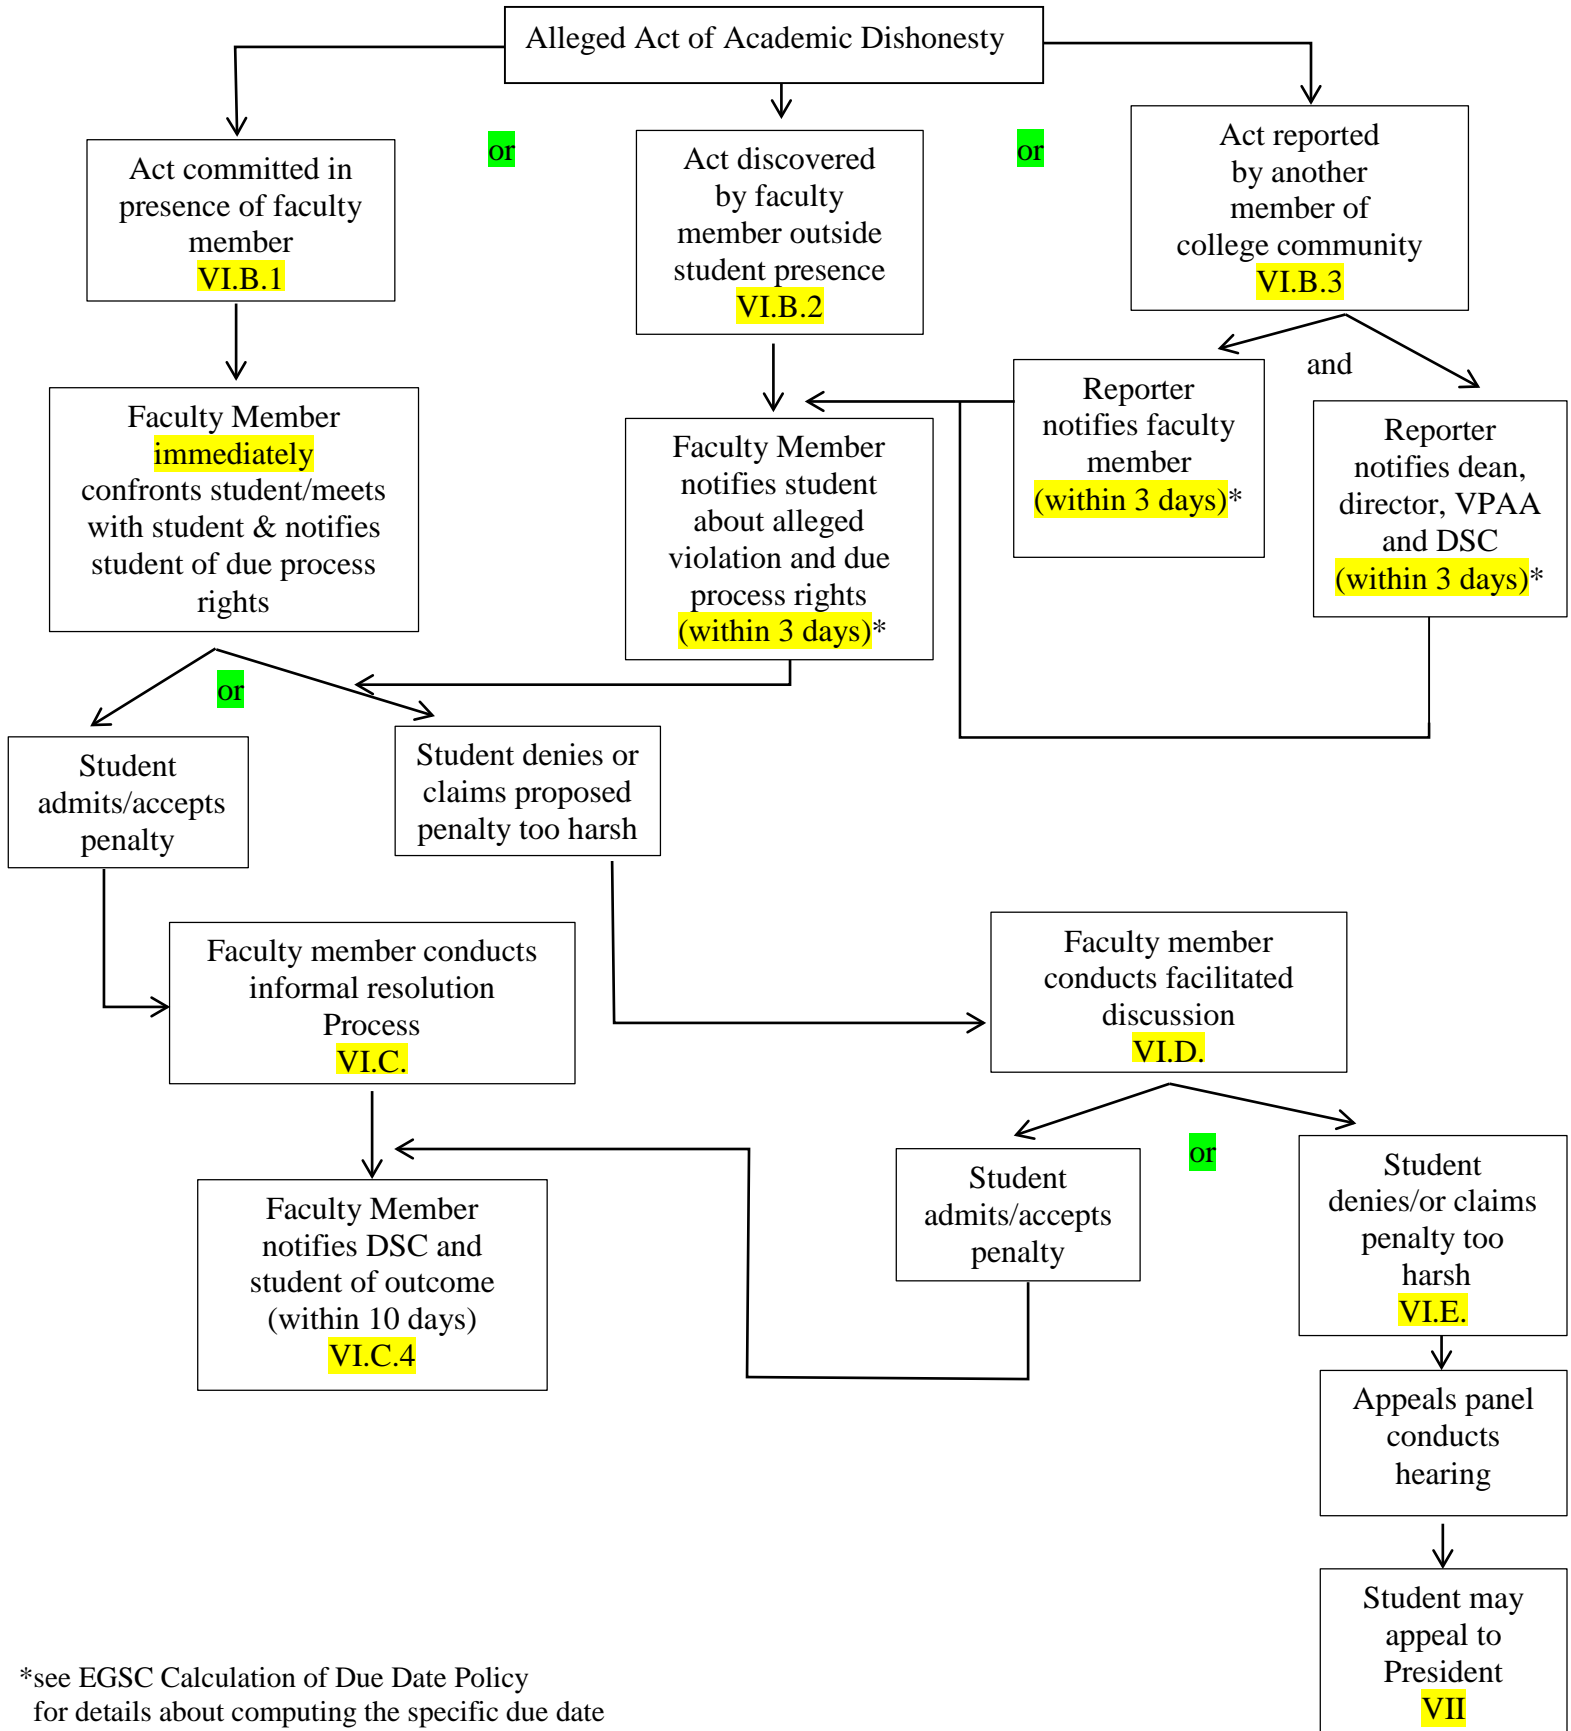 Alleged Act of Academic Dishonesty
or
or
Act committed in
presence of faculty
member
VI.B.1
Act discovered
by faculty
member outside
student presence
VI.B.2
Act reported
by another
member of
college community
VI.B.3
and
Faculty Member
immediately
confronts student/meets
with student & notifies
student of due process
rights
Faculty Member
notifies student
about alleged
violation and due
process rights
(within 3 days)*
Reporter
notifies faculty
member
(within 3 days)*
Reporter
notifies dean,
director, VPAA
and DSC
(within 3 days)*
or
Student
admits/accepts
penalty
Student denies or
claims proposed
penalty too harsh
Faculty member conducts
informal resolution
Process
VI.C.
Faculty member
conducts facilitated
discussion
VI.D.
or
Faculty Member
notifies DSC and
student of outcome
(within 10 days)
VI.C.4
Student
admits/accepts
penalty
Student
denies/or claims
penalty too
harsh
VI.E.
Appeals panel
conducts
hearing
Student may
appeal to
President
VII
*see EGSC Calculation of Due Date Policy
for details about computing the specific due date